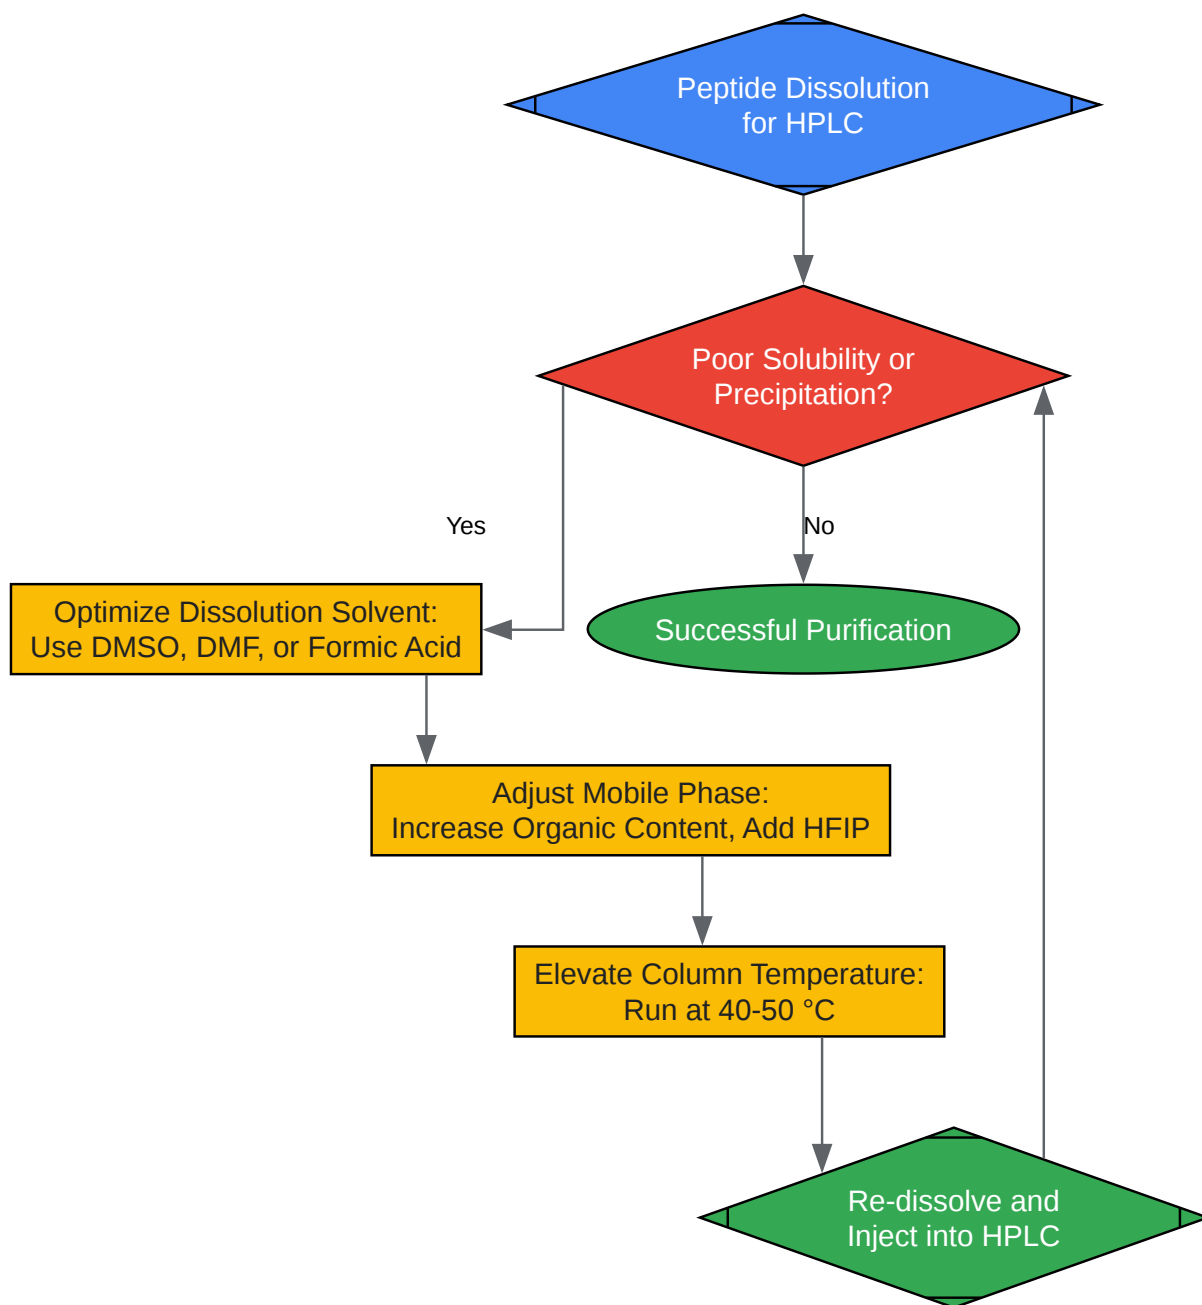 Peptide Dissolution
for HPLC
Poor Solubility or
Precipitation?
Yes
No
Optimize Dissolution Solvent:
Use DMSO, DMF, or Formic Acid
Successful Purification
Adjust Mobile Phase:
Increase Organic Content, Add HFIP
Elevate Column Temperature:
Run at 40-50 °C
Re-dissolve and
Inject into HPLC